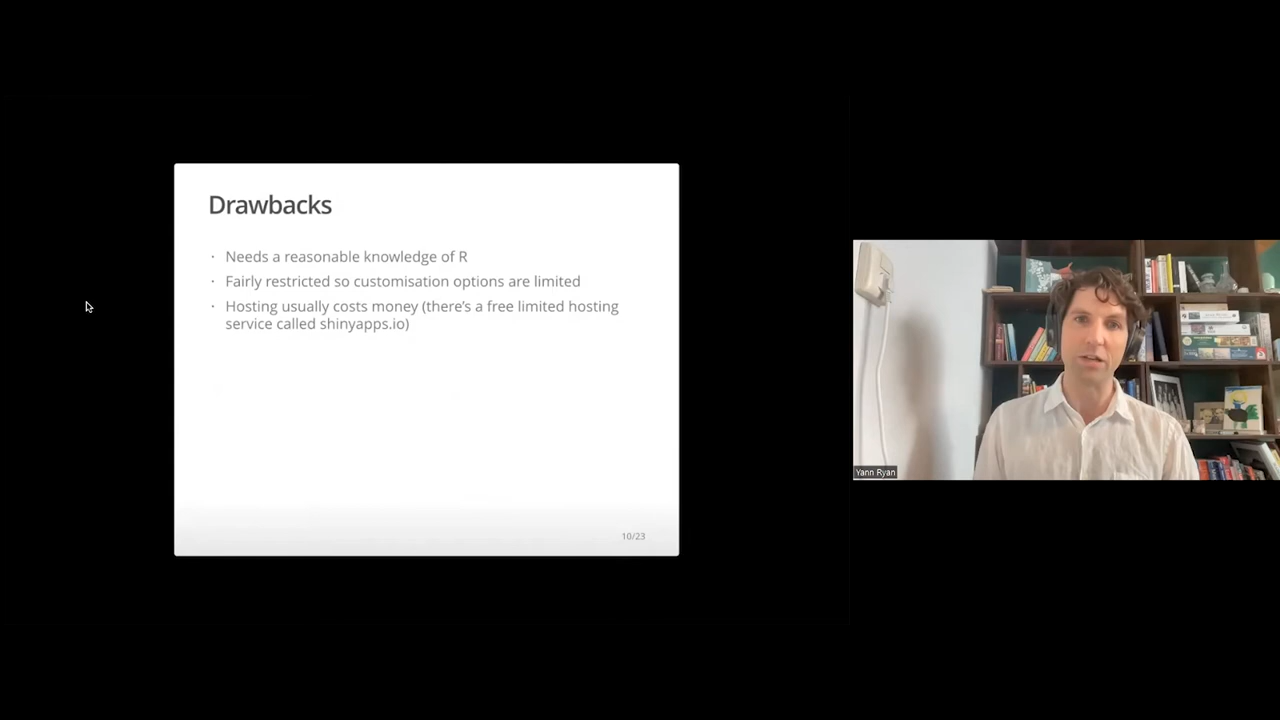 Drawbacks
· Needs a reasonable knowledge of R
· Fairly restricted so customisation options are limited
· Hosting usually costs money (there's a free limited hosting
service called shinyapps.io)
10/23
Yann Ryan